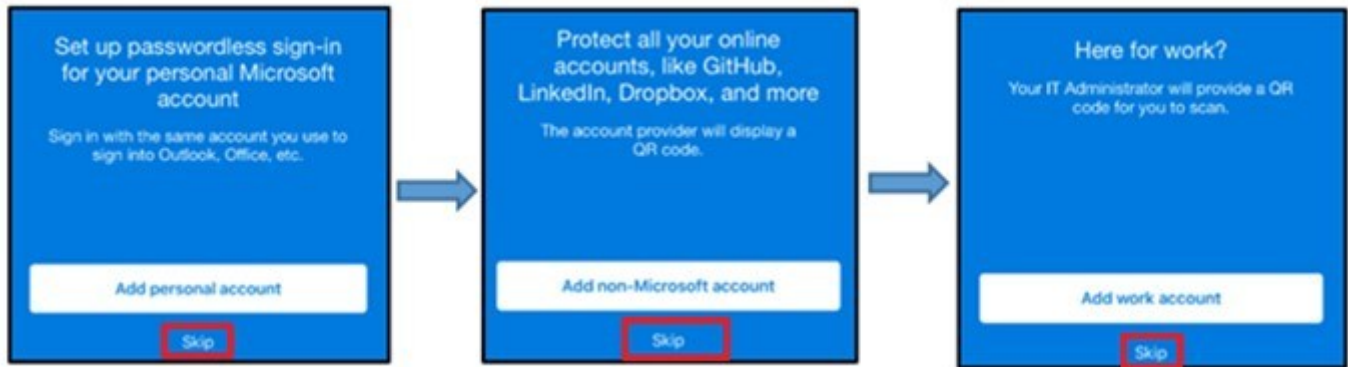 Set up passwordless sign-in
for your personal Microsoft
account
Sign in with the same account you use to
sign into Outlook, Office, etc.
Add personal account
Skip
Protect all your online
accounts, like GitHub,
LinkedIn, Dropbox, and more
The account provider will display a
QR code.
Add non-Microsoft account
Skip
Here for work?
Your IT Administrator will provide a QR
code for you to scan.
Add work account
Skip